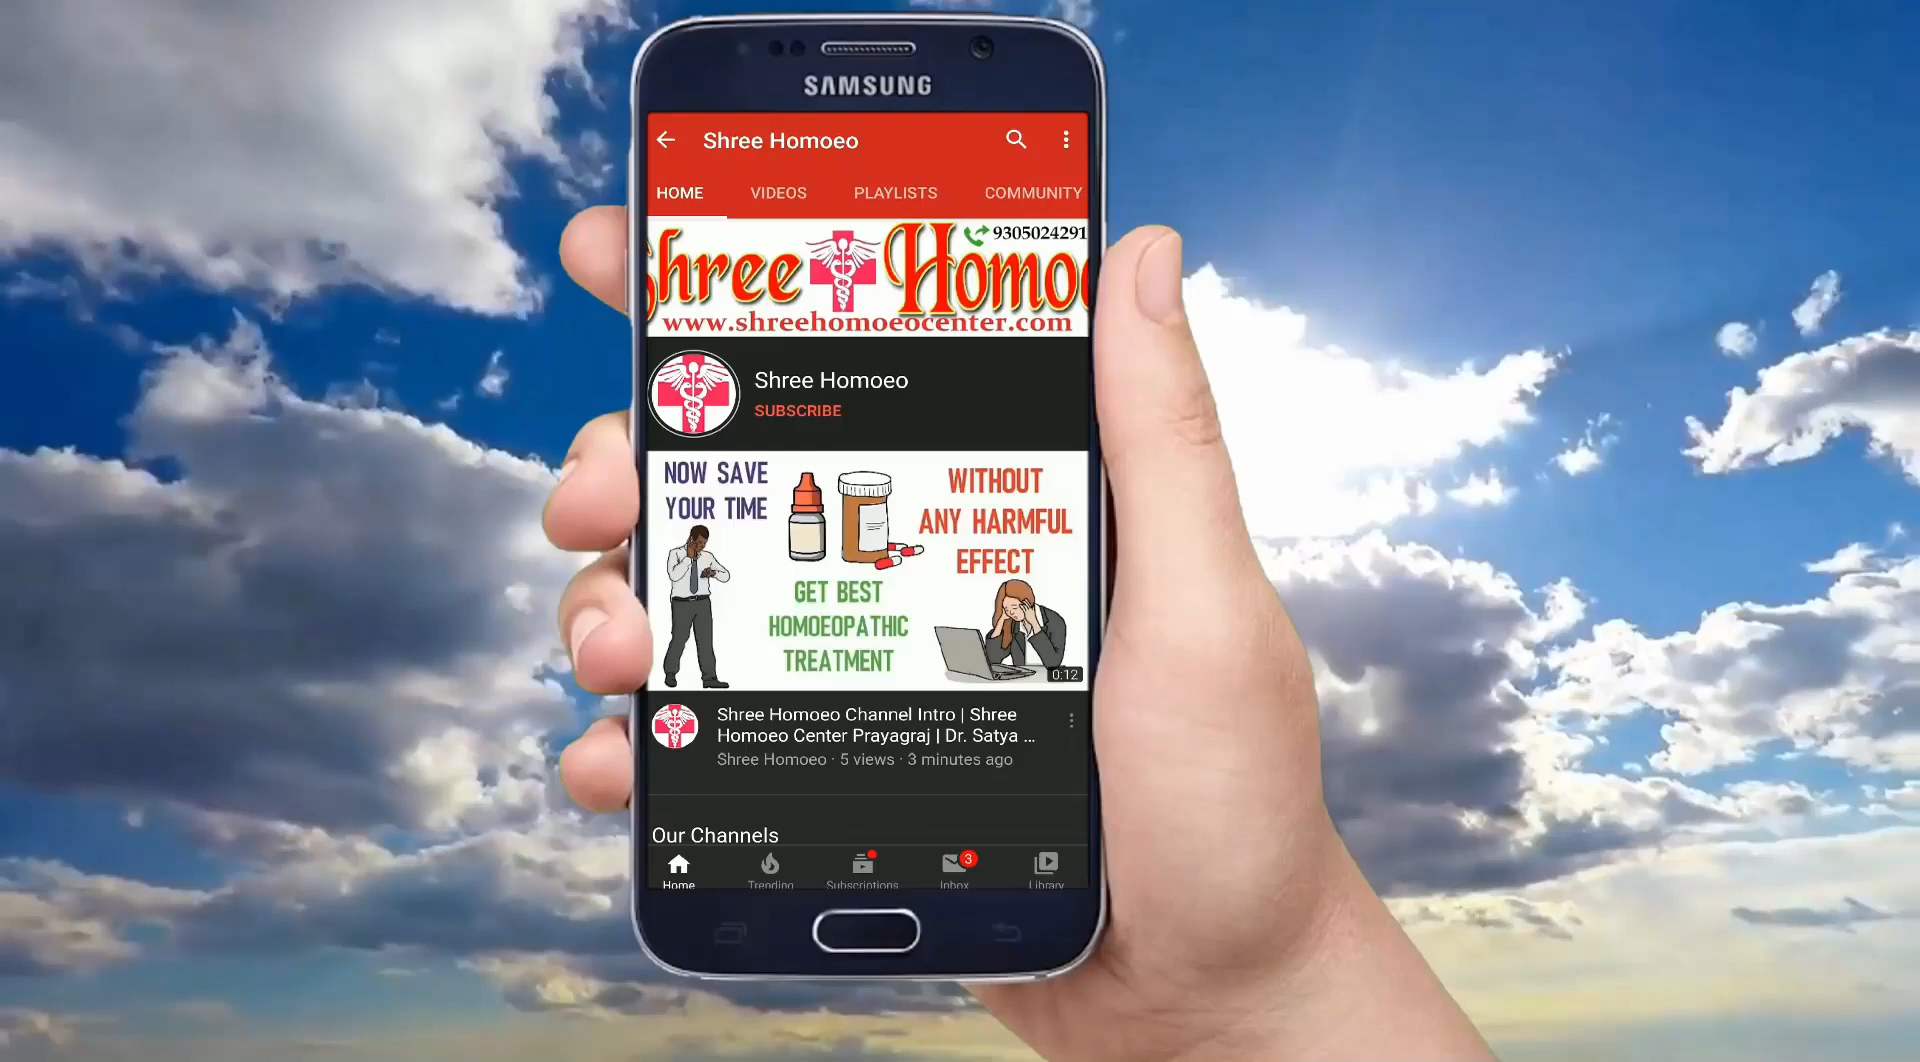 SAMSUNG
Shree Homoeo
HOME VIDEOS PLAYLISTS COMMUNITY
9305024291
Shree Homoe
www.shreehomoeocenter.com
Shree Homoeo
SUBSCRIBE
NOW SAVE
YOUR TIME
WITHOUT
ANY HARMFUL
EFFECT
GET BEST
HOMOEOPATHIC
TREATMENT
0:12
Shree Homoeo Channel Intro | Shree
Homoeo Center Prayagraj | Dr. Satya ...
Shree Homoeo · 5 views · 3 minutes ago
Our Channels
3
Home Trending Subscriptions Inbox Library